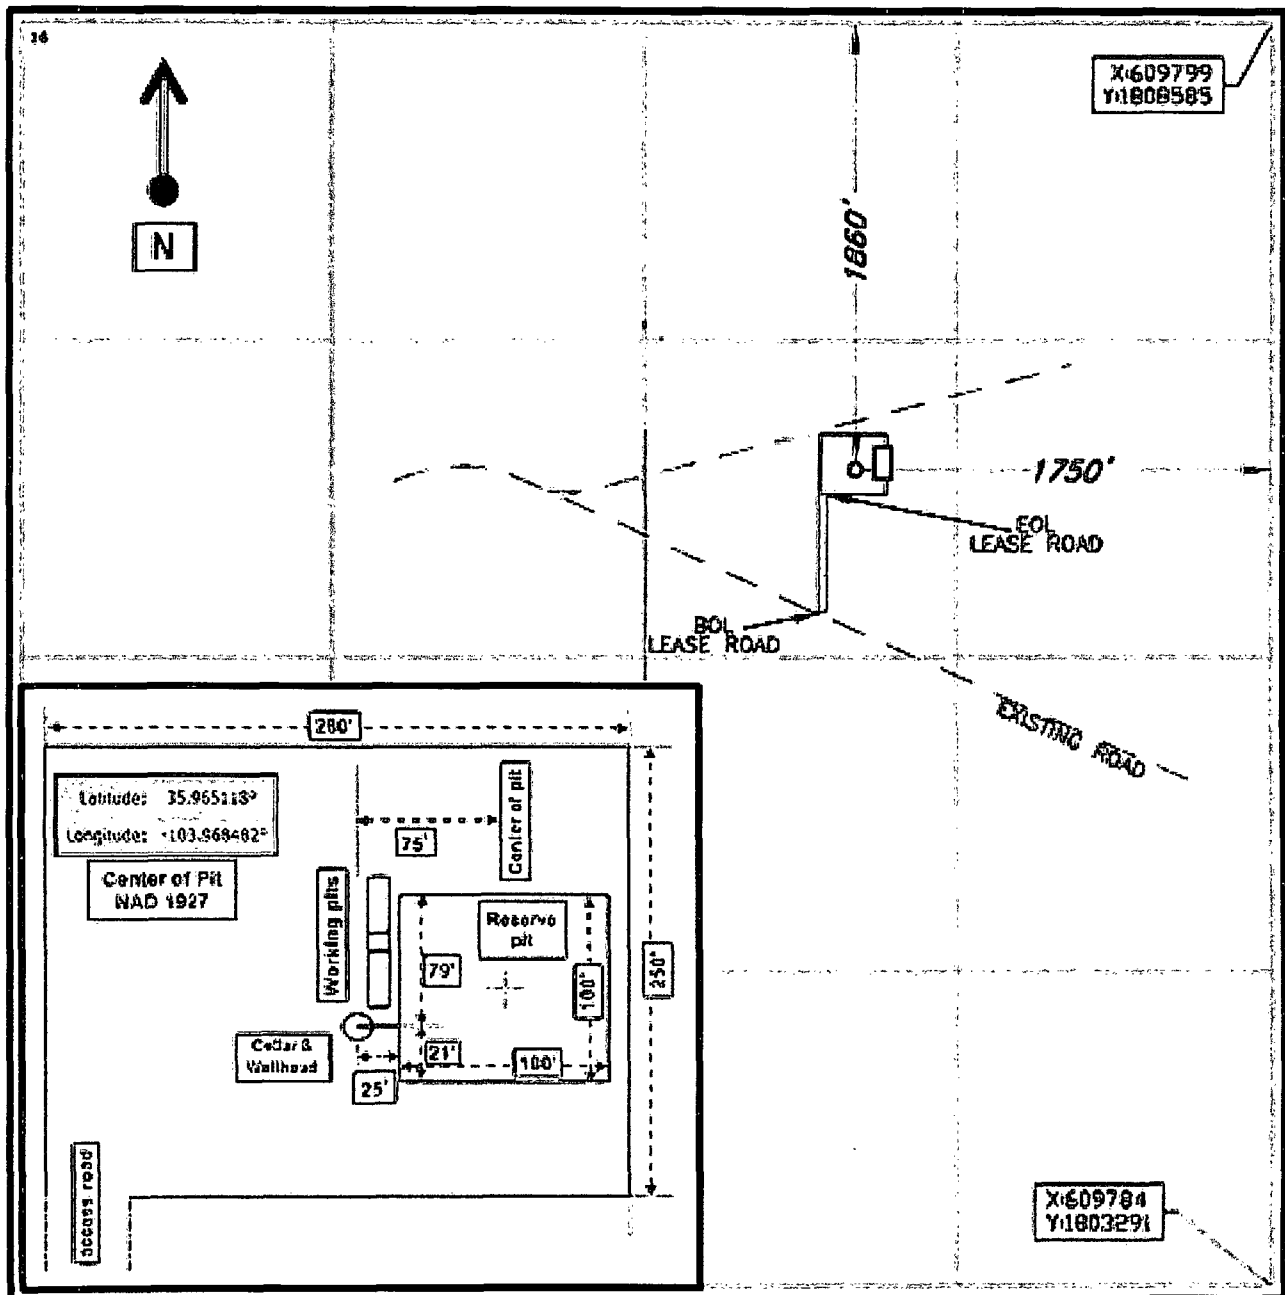 16
X:609799
Y:1808585
N
1860'
1750'
EOL
LEASE ROAD
BOL
LEASE ROAD
EXISTING ROAD
280'
Latitude: 35.965118°
Longitude: -103.968482°
Center of Pit
NAD 1927
75'
Center of pit
Working pits
Reserve
pit
79'
100'
250'
Cellar &
Wellhead
21'
100'
25'
access road
X:609784
Y:1803291